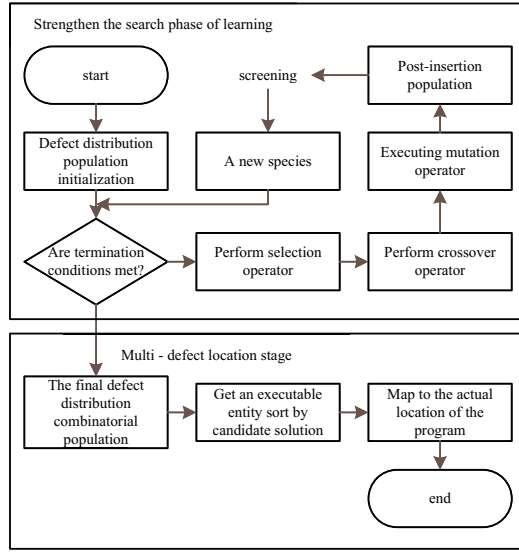 Strengthen the search phase of learning
start
screening
Post-insertion
population
Defect distribution
population
initialization
A new species
Executing mutation
operator
Are termination
conditions met?
Perform selection
operator
Perform crossover
operator
Multi - defect location stage
The final defect
distribution
combinatorial
population
Get an executable
entity sort by
candidate solution
Map to the actual
location of the
program
end